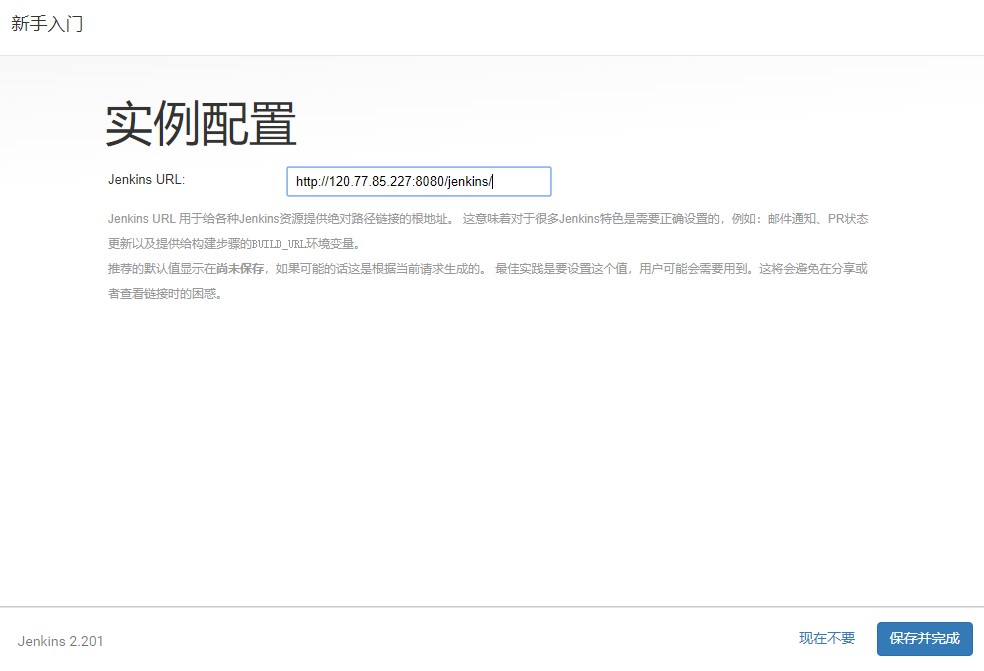 新手入门
实例配置
Jenkins URL: http://120.77.85.227:8080/jenkins/
Jenkins URL 用于给各种Jenkins资源提供绝对路径链接的根地址。 这意味着对于很多Jenkins特色是需要正确设置的，例如：邮件通知、PR状态
更新以及提供给构建步骤的BUILD_URL环境变量。
推荐的默认值显示在尚未保存，如果可能的话这是根据当前请求生成的。 最佳实践是要设置这个值，用户可能会需要用到。这将会避免在分享或
者查看链接时的困惑。
Jenkins 2.201
现在不要 保存并完成